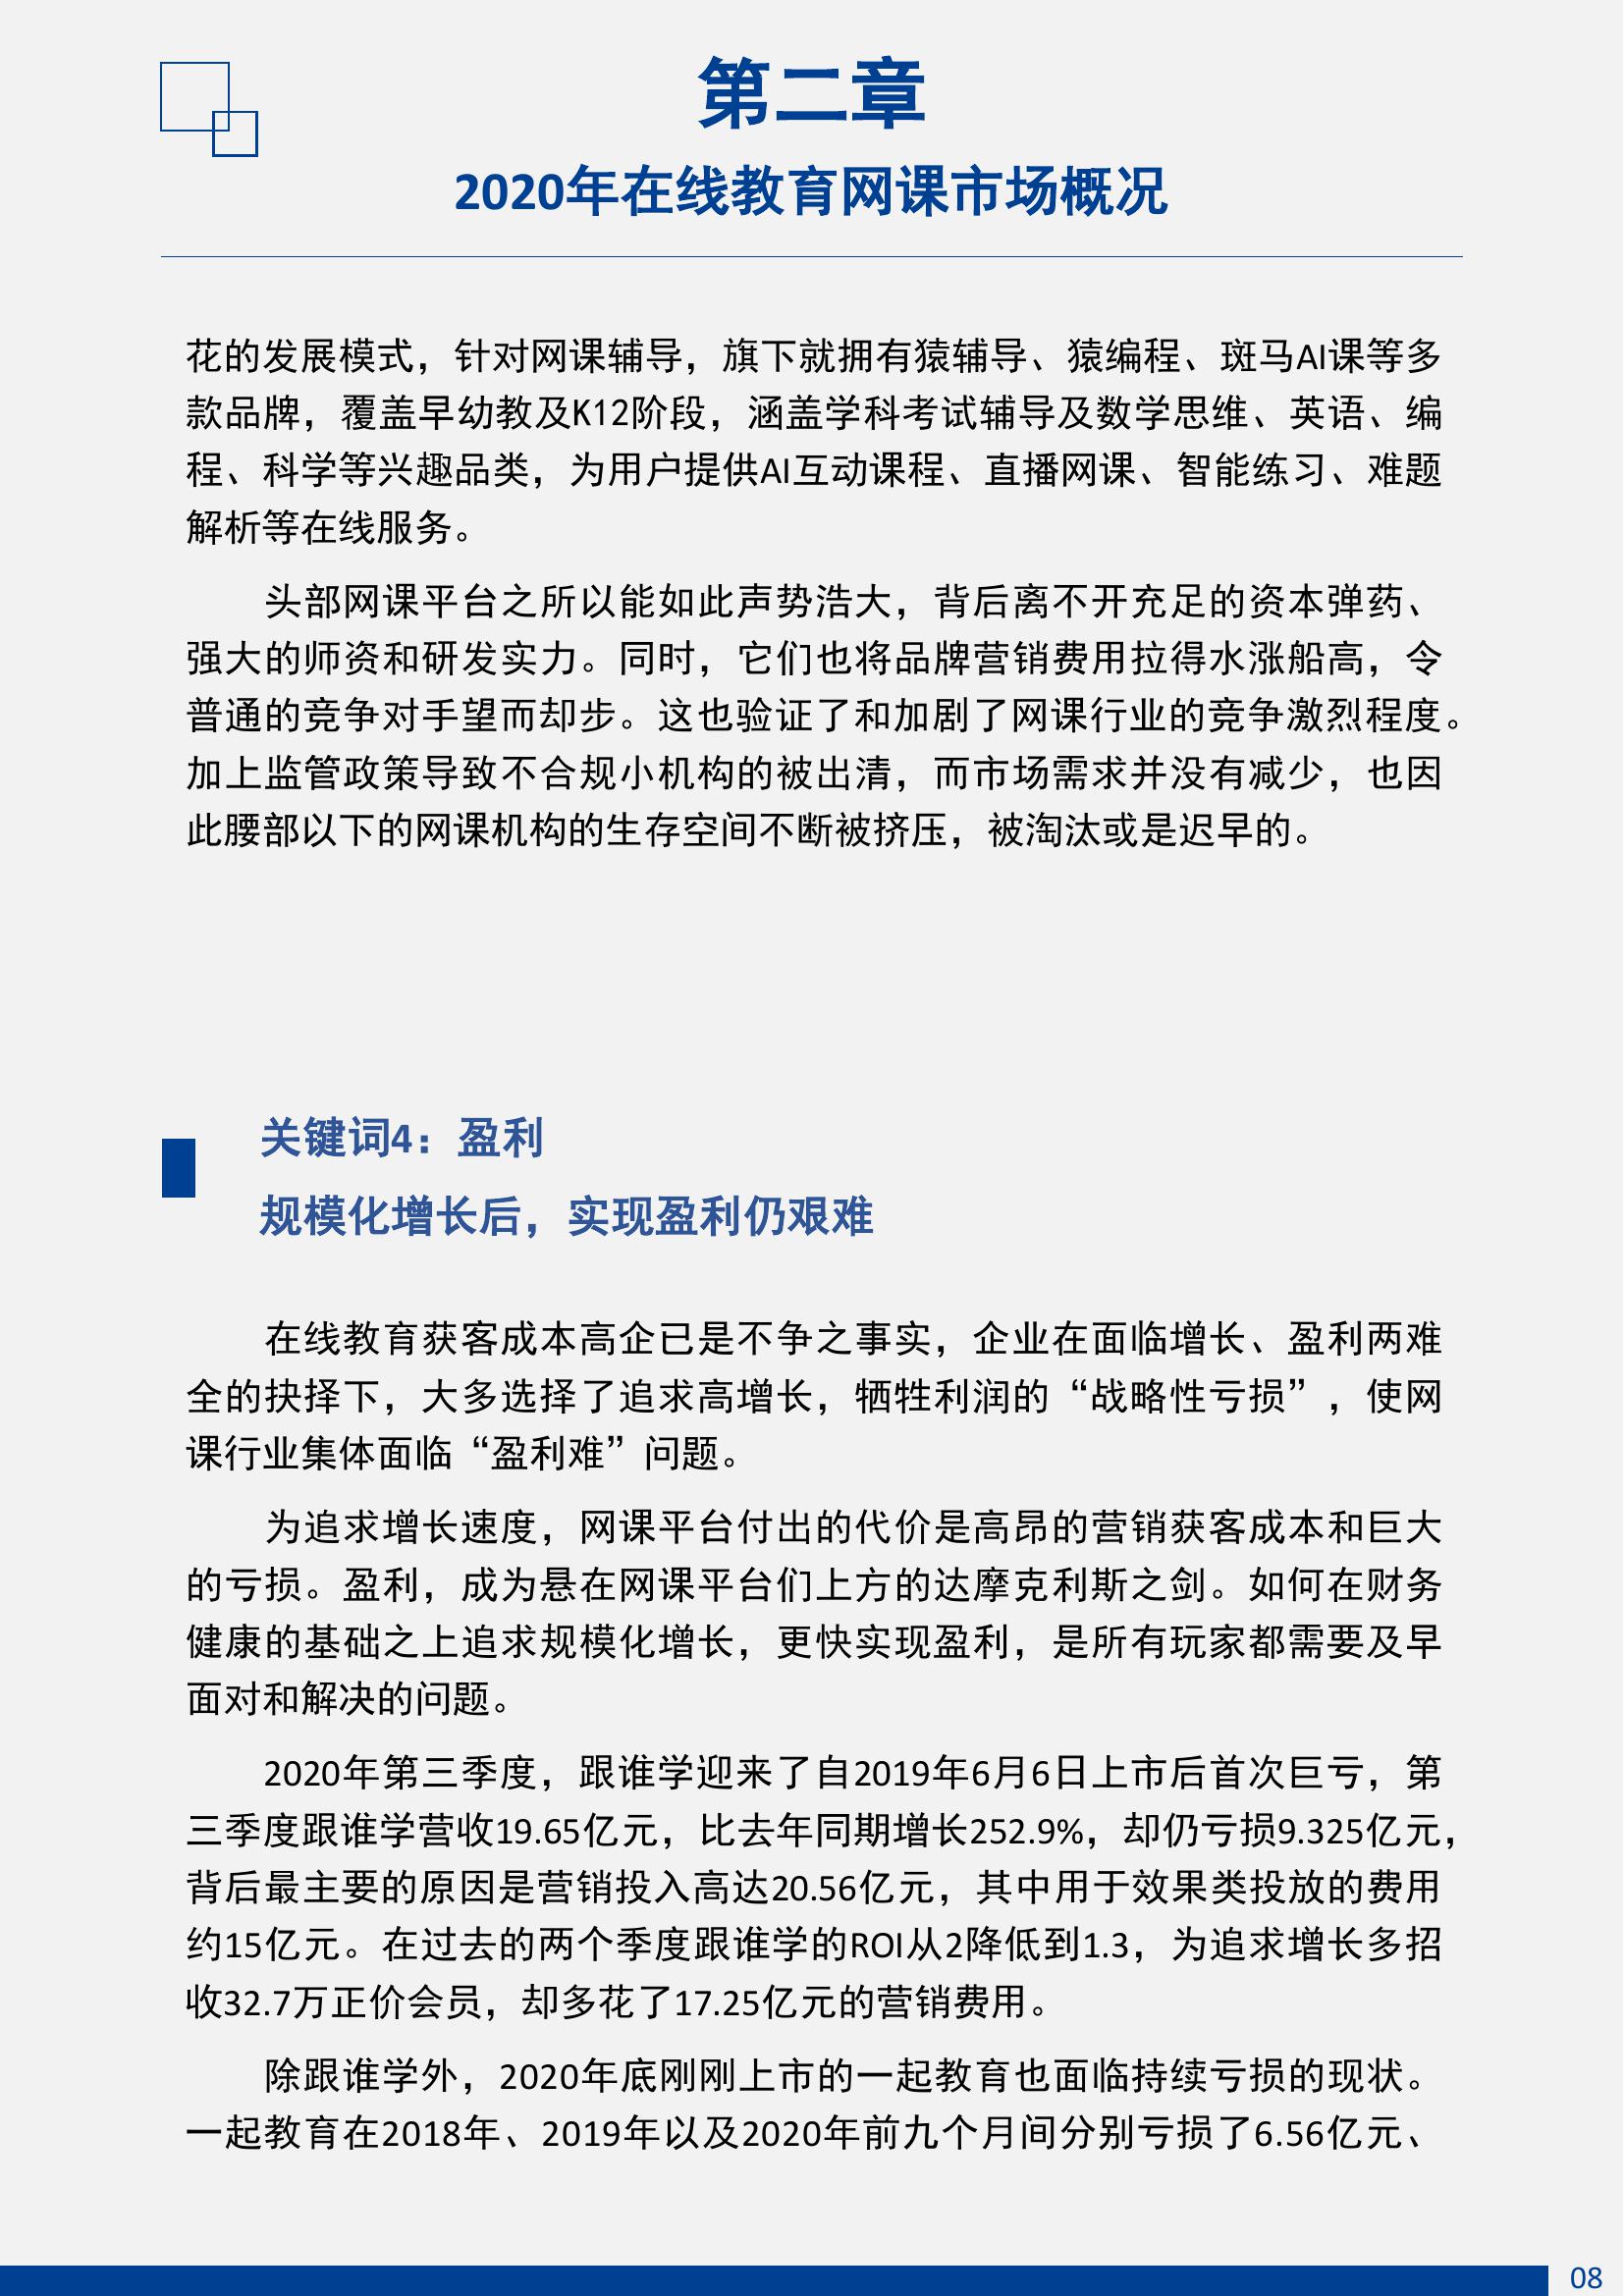 第二章
2020年在线教育网课市场概况
花的发展模式，针对网课辅导，旗下就拥有猿辅导、猿编程、斑马AI课等多
款品牌，覆盖早幼教及K12阶段，涵盖学科考试辅导及数学思维、英语、编
程、科学等兴趣品类，为用户提供AI互动课程、直播网课、智能练习、难题
解析等在线服务。
头部网课平台之所以能如此声势浩大，背后离不开充足的资本弹药、
强大的师资和研发实力。同时，它们也将品牌营销费用拉得水涨船高，令
普通的竞争对手望而却步。这也验证了和加剧了网课行业的竞争激烈程度。
加上监管政策导致不合规小机构的被出清，而市场需求并没有减少，也因
此腰部以下的网课机构的生存空间不断被挤压，被淘汰或是迟早的。
关键词4：盈利
规模化增长后，实现盈利仍艰难
在线教育获客成本高企已是不争之事实，企业在面临增长、盈利两难
全的抉择下，大多选择了追求高增长，牺牲利润的“战略性亏损”，使网
课行业集体面临“盈利难”问题。
为追求增长速度，网课平台付出的代价是高昂的营销获客成本和巨大
的亏损。盈利，成为悬在网课平台们上方的达摩克利斯之剑。如何在财务
健康的基础之上追求规模化增长，更快实现盈利，是所有玩家都需要及早
面对和解决的问题。
2020年第三季度，跟谁学迎来了自2019年6月6日上市后首次巨亏，第
三季度跟谁学营收19.65亿元，比去年同期增长252.9%，却仍亏损9.325亿元，
背后最主要的原因是营销投入高达20.56亿元，其中用于效果类投放的费用
约15亿元。在过去的两个季度跟谁学的ROI从2降低到1.3，为追求增长多招
收32.7万正价会员，却多花了17.25亿元的营销费用。
除跟谁学外，2020年底刚刚上市的一起教育也面临持续亏损的现状。
一起教育在2018年、2019年以及2020年前九个月间分别亏损了6.56亿元、
08